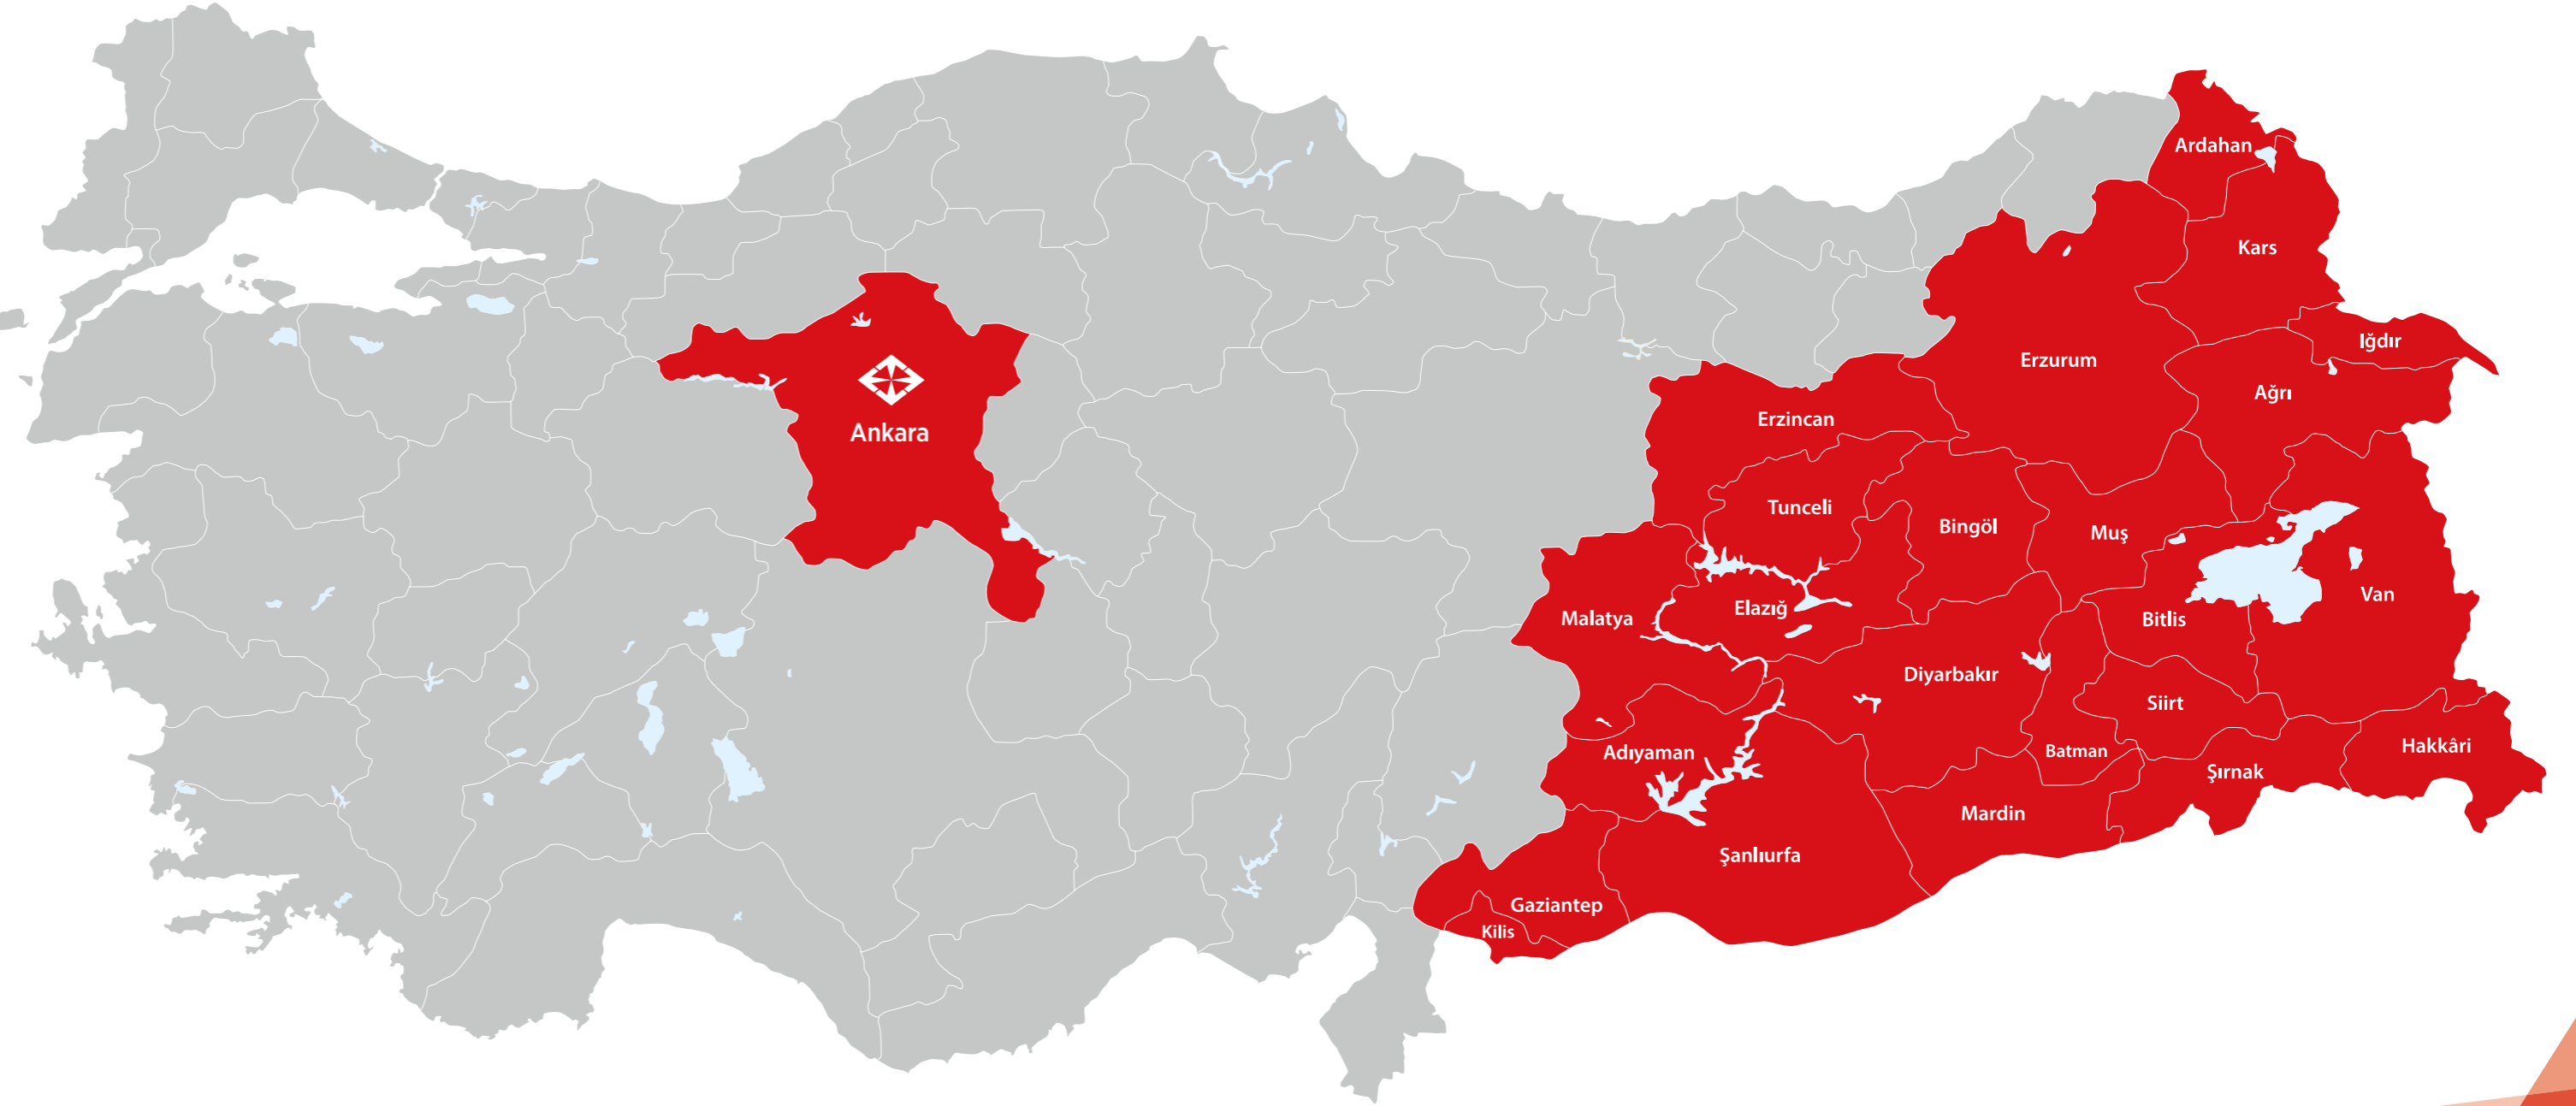 Ardahan
Kars
Iğdır
Erzurum
Ağrı
Erzincan
Ankara
Tunceli
Bingöl
Muş
Van
Elazığ
Malatya
Bitlis
Diyarbakır
Siirt
Hakkâri
Adıyaman
Batman
Şırnak
Mardin
Şanlıurfa
Gaziantep
Kilis